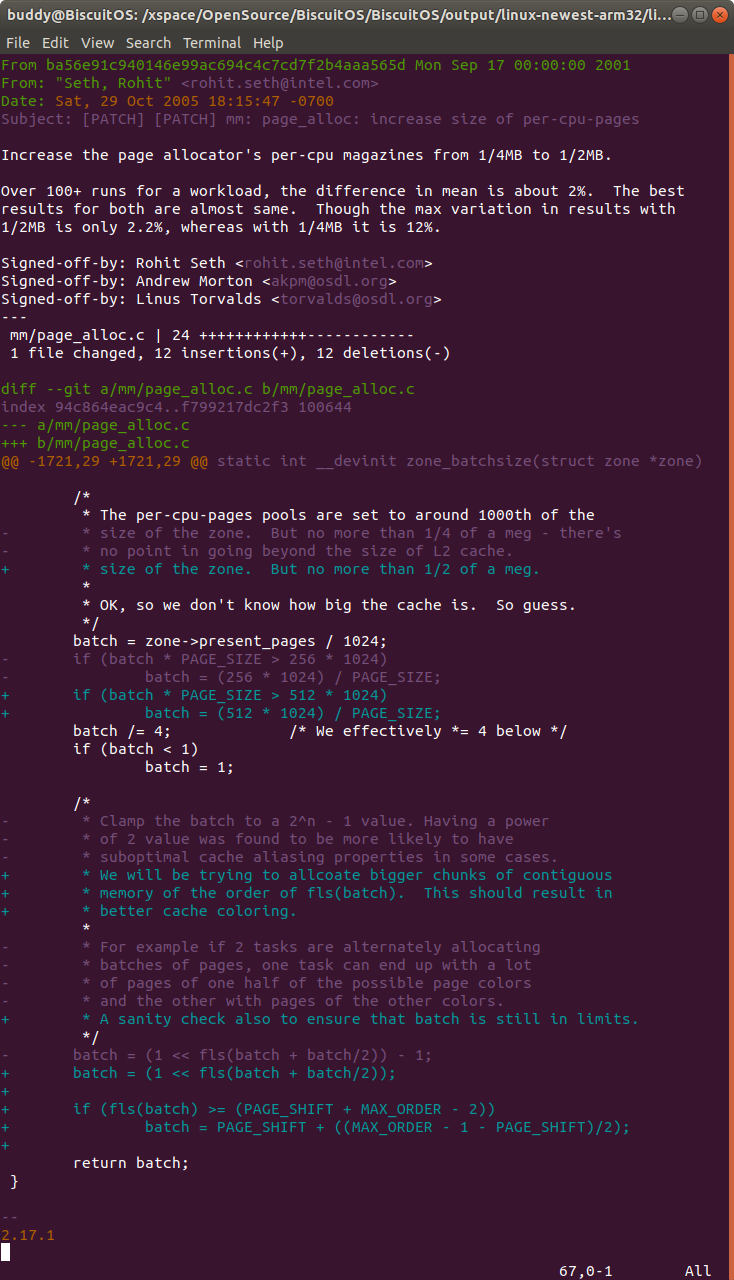 buddy@BiscuitOS: /xspace/OpenSource/BiscuitOS/BiscuitOS/output/linux-newest-arm32/li...
File Edit View Search Terminal Help
From ba56e91c940146e99ac694c4c7cd7f2b4aaa565d Mon Sep 17 00:00:00 2001
From: "Seth, Rohit" <rohit.seth@intel.com>
Date: Sat, 29 Oct 2005 18:15:47 -0700
Subject: [PATCH] [PATCH] mm: page_alloc: increase size of per-cpu-pages

Increase the page allocator's per-cpu magazines from 1/4MB to 1/2MB.

Over 100+ runs for a workload, the difference in mean is about 2%.  The best
results for both are almost same.  Though the max variation in results with
1/2MB is only 2.2%, whereas with 1/4MB it is 12%.

Signed-off-by: Rohit Seth <rohit.seth@intel.com>
Signed-off-by: Andrew Morton <akpm@osdl.org>
Signed-off-by: Linus Torvalds <torvalds@osdl.org>
---
 mm/page_alloc.c | 24 ++++++++++++------------
 1 file changed, 12 insertions(+), 12 deletions(-)

diff --git a/mm/page_alloc.c b/mm/page_alloc.c
index 94c864eac9c4..f799217dc2f3 100644
--- a/mm/page_alloc.c
+++ b/mm/page_alloc.c
@@ -1721,29 +1721,29 @@ static int __devinit zone_batchsize(struct zone *zone)

        /*
         * The per-cpu-pages pools are set to around 1000th of the
-        * size of the zone.  But no more than 1/4 of a meg - there's
-        * no point in going beyond the size of L2 cache.
+        * size of the zone.  But no more than 1/2 of a meg.
         *
         * OK, so we don't know how big the cache is.  So guess.
         */
        batch = zone->present_pages / 1024;
-       if (batch * PAGE_SIZE > 256 * 1024)
-               batch = (256 * 1024) / PAGE_SIZE;
+       if (batch * PAGE_SIZE > 512 * 1024)
+               batch = (512 * 1024) / PAGE_SIZE;
        batch /= 4;             /* We effectively *= 4 below */
        if (batch < 1)
                batch = 1;

        /*
-        * Clamp the batch to a 2^n - 1 value. Having a power
-        * of 2 value was found to be more likely to have
-        * suboptimal cache aliasing properties in some cases.
+        * We will be trying to allcoate bigger chunks of contiguous
+        * memory of the order of fls(batch).  This should result in
+        * better cache coloring.
         *
-        * For example if 2 tasks are alternately allocating
-        * batches of pages, one task can end up with a lot
-        * of pages of one half of the possible page colors
-        * and the other with pages of the other colors.
+        * A sanity check also to ensure that batch is still in limits.
         */
-       batch = (1 << fls(batch + batch/2)) - 1;
+       batch = (1 << fls(batch + batch/2));
+
+       if (fls(batch) >= (PAGE_SHIFT + MAX_ORDER - 2))
+               batch = PAGE_SHIFT + ((MAX_ORDER - 1 - PAGE_SHIFT)/2);
+
        return batch;
 }

--
2.17.1
67,0-1        All